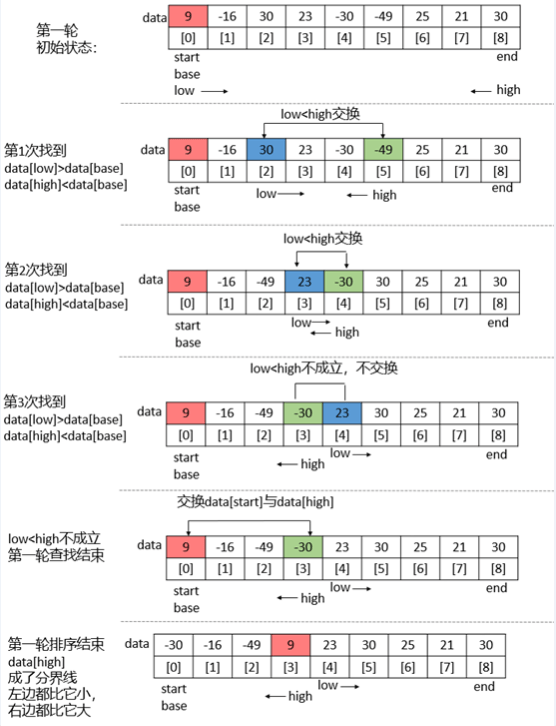 第一轮
初始状态：
data 9 -16 30 23 -30 -49 25 21 30
[0] [1] [2] [3] [4] [5] [6] [7] [8]
start end
base
low high
low<high交换
第1次找到
data[low]>data[base]
data[high]<data[base]
data 9 -16 30 23 -30 -49 25 21 30
[0] [1] [2] [3] [4] [5] [6] [7] [8]
start low high end
base
low<high交换
第2次找到
data[low]>data[base]
data[high]<data[base]
data 9 -16 -49 23 -30 30 25 21 30
[0] [1] [2] [3] [4] [5] [6] [7] [8]
start low end
base high
low<high不成立，不交换
第3次找到
data[low]>data[base]
data[high]<data[base]
data 9 -16 -49 -30 23 30 25 21 30
[0] [1] [2] [3] [4] [5] [6] [7] [8]
start low end
base high
交换data[start]与data[high]
low<high不成立
第一轮查找结束
data 9 -16 -49 -30 23 30 25 21 30
[0] [1] [2] [3] [4] [5] [6] [7] [8]
start low end
base high
第一轮排序结束
data[high]
成了分界线
左边都比它小，
右边都比它大
data -30 -16 -49 9 23 30 25 21 30
[0] [1] [2] [3] [4] [5] [6] [7] [8]
start low end
base high